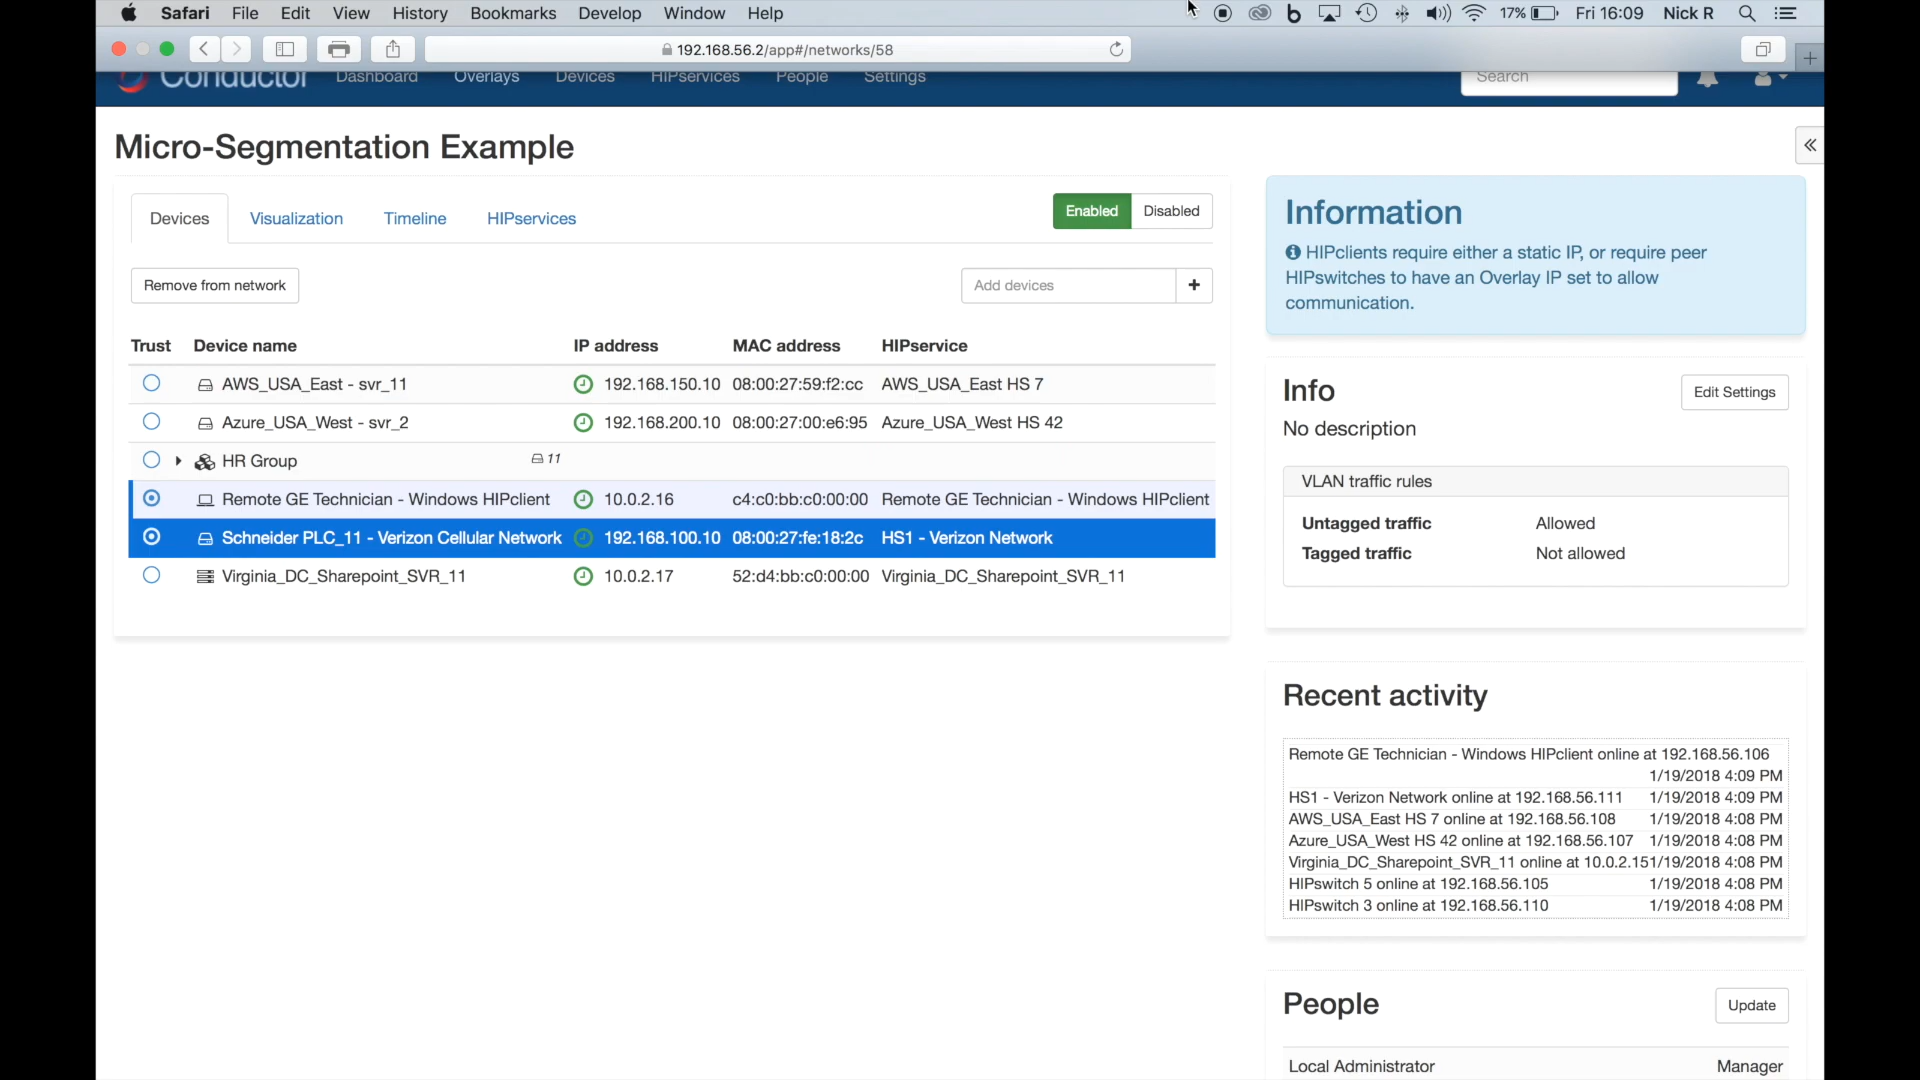 Safari File Edit View History Bookmarks Develop Window Help 17% Fri 16:09 Nick R
192.168.56.2/app#/networks/58
Conductor Dashboard Overlays Devices HIPservices People Settings Search
Micro-Segmentation Example
Devices Visualization Timeline HIPservices Enabled Disabled
Remove from network Add devices +
Trust Device name IP address MAC address HIPservice
AWS_USA_East - svr_11 192.168.150.10 08:00:27:59:f2:cc AWS_USA_East HS 7
Azure_USA_West - svr_2 192.168.200.10 08:00:27:00:e6:95 Azure_USA_West HS 42
HR Group 11
Remote GE Technician - Windows HIPclient 10.0.2.16 c4:c0:bb:c0:00:00 Remote GE Technician - Windows HIPclient
Schneider PLC_11 - Verizon Cellular Network 192.168.100.10 08:00:27:fe:18:2c HS1 - Verizon Network
Virginia_DC_Sharepoint_SVR_11 10.0.2.17 52:d4:bb:c0:00:00 Virginia_DC_Sharepoint_SVR_11
Information
HIPclients require either a static IP, or require peer
HIPswitches to have an Overlay IP set to allow
communication.
Info Edit Settings
No description
VLAN traffic rules
Untagged traffic Allowed
Tagged traffic Not allowed
Recent activity
Remote GE Technician - Windows HIPclient online at 192.168.56.106
1/19/2018 4:09 PM
HS1 - Verizon Network online at 192.168.56.111 1/19/2018 4:09 PM
AWS_USA_East HS 7 online at 192.168.56.108 1/19/2018 4:08 PM
Azure_USA_West HS 42 online at 192.168.56.107 1/19/2018 4:08 PM
Virginia_DC_Sharepoint_SVR_11 online at 10.0.2.151/19/2018 4:08 PM
HIPswitch 5 online at 192.168.56.105 1/19/2018 4:08 PM
HIPswitch 3 online at 192.168.56.110 1/19/2018 4:08 PM
People Update
Local Administrator Manager